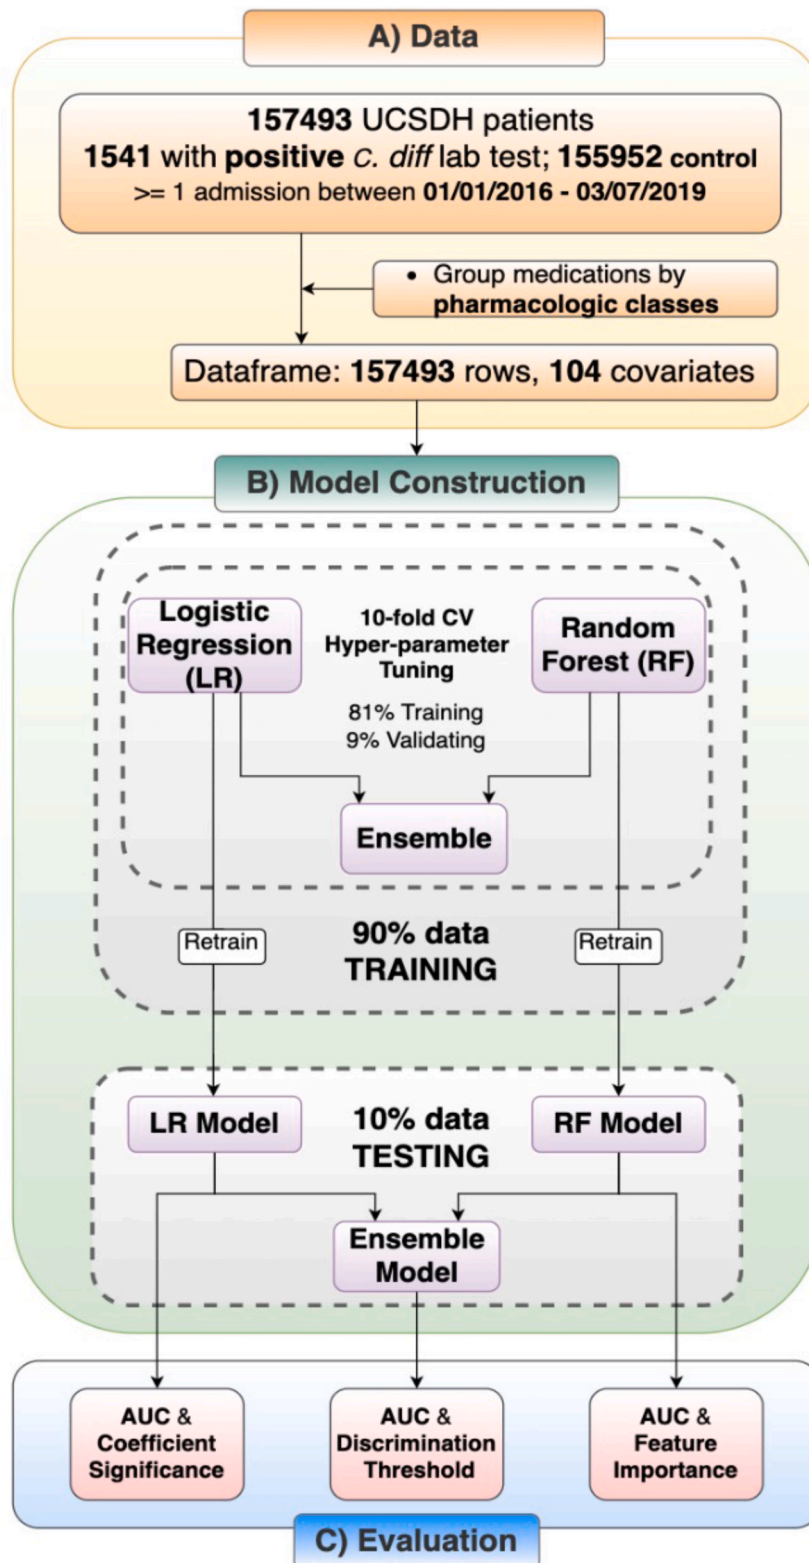 A) Data
157493 UCSDH patients
1541 with positive C. diff lab test; 155952 control
>= 1 admission between 01/01/2016 - 03/07/2019
• Group medications by
pharmacologic classes
Dataframe: 157493 rows, 104 covariates
B) Model Construction
Logistic
Regression
(LR)
10-fold CV
Hyper-parameter
Tuning
81% Training
9% Validating
Random
Forest (RF)
Ensemble
Retrain
90% data
TRAINING
Retrain
LR Model
10% data
TESTING
RF Model
Ensemble
Model
AUC &
Coefficient
Significance
AUC &
Discrimination
Threshold
AUC &
Feature
Importance
C) Evaluation